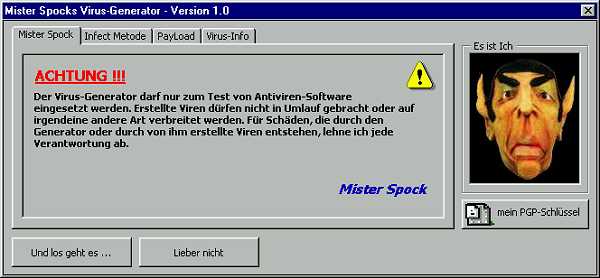 Mister Spocks Virus-Generator - Version 1.0
Mister Spock
Infect Metode
PayLoad
Virus-Info
ACHTUNG !!!
Der Virus-Generator darf nur zum Test von Antiviren-Software
eingesetzt werden. Erstellte Viren dürfen nicht in Umlauf gebracht oder auf
irgendeine andere Art verbreitet werden. Für Schäden, die durch den
Generator oder durch von ihm erstellte Viren entstehen, lehne ich jede
Verantwortung ab.
Mister Spock
Es ist Ich
mein PGP-Schlüssel
Und los geht es ...
Lieber nicht